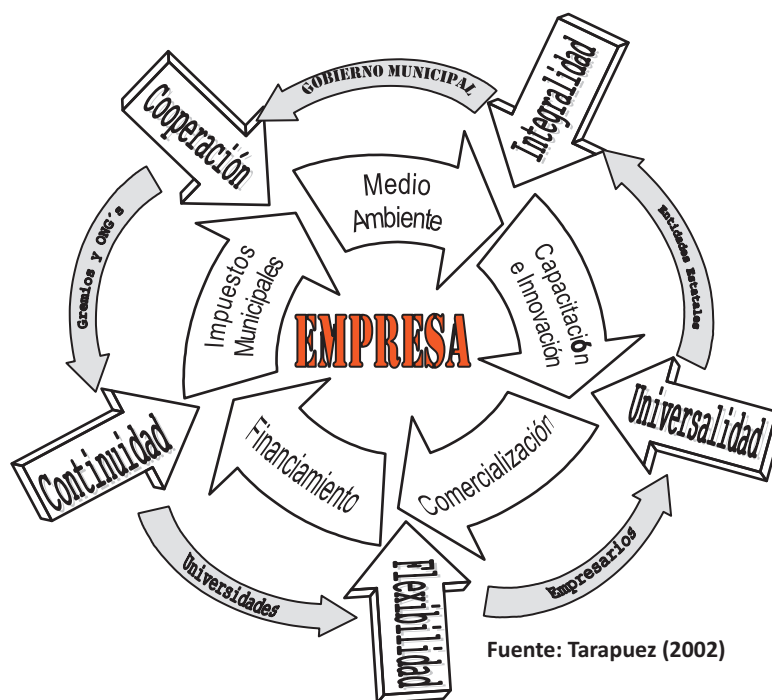 GOBIERNO MUNICIPAL
Cooperación
Integralidad
Medio
Ambiente
Gremios y ONG´s
Impuestos
Municipales
Capacitación
e Innovación
Entidades Estatales
EMPRESA
Continuidad
Financiamiento
Comercialización
Universalidad
Universidades
Flexibilidad
Empresarios
Fuente: Tarapuez (2002)